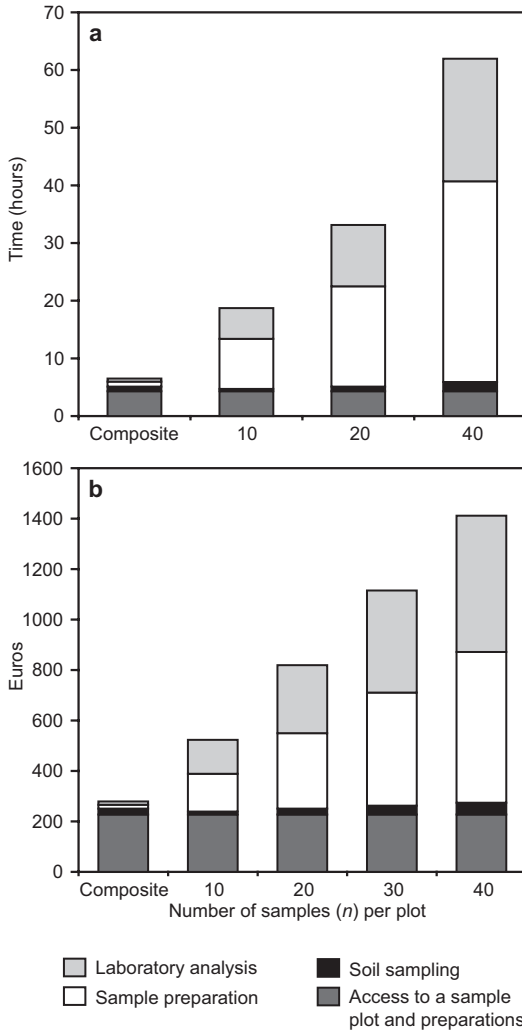 70
a
60
50
40
30
20
10
0
Time (hours)
Composite 10 20 40
1600
b
1400
1200
1000
800
600
400
200
0
Euros
Composite 10 20 30 40
Number of samples (n) per plot
Laboratory analysis
Sample preparation
Soil sampling
Access to a sample
plot and preparations